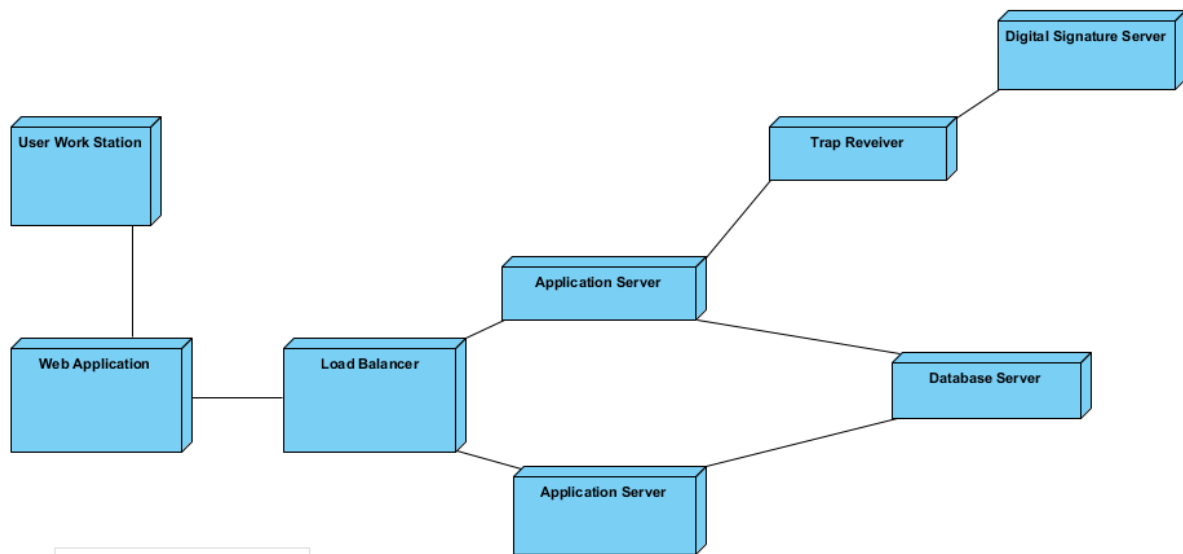 Digital Signature Server
User Work Station
Trap Reveiver
Application Server
Web Application
Load Balancer
Database Server
Application Server